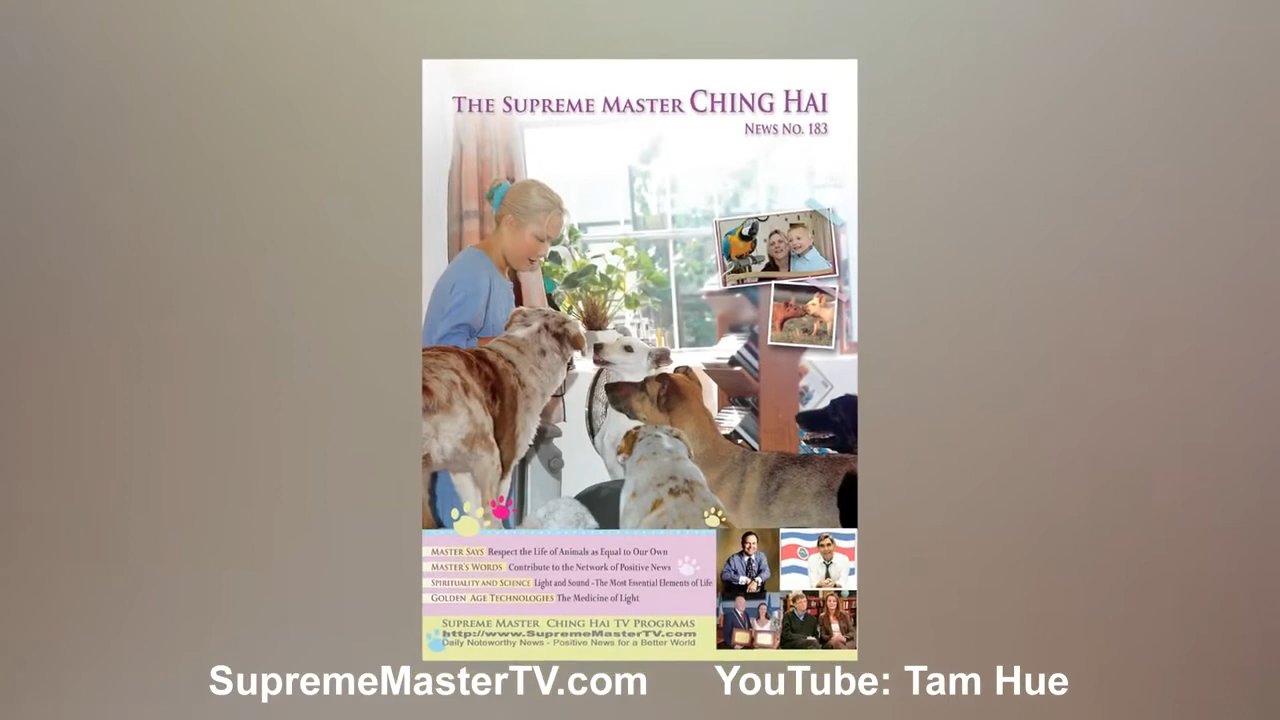 THE SUPREME MASTER CHING HAI
NEWS NO. 183
MASTER SAYS Respect the Life of Animals as Equal to Our Own
MASTER'S WORDS Contribute to the Network of Positive News
SPIRITUALITY AND SCIENCE Light and Sound -The Most Essential Elements of Life
GOLDEN AGE TECHNOLOGIES The Medicine of Light
SUPREME MASTER CHING HAI TV PROGRAMS
http://www.SupremeMasterTV.com
Daily Noteworthy News - Positive News for a Better World
SupremeMasterTV.com YouTube: Tam Hue